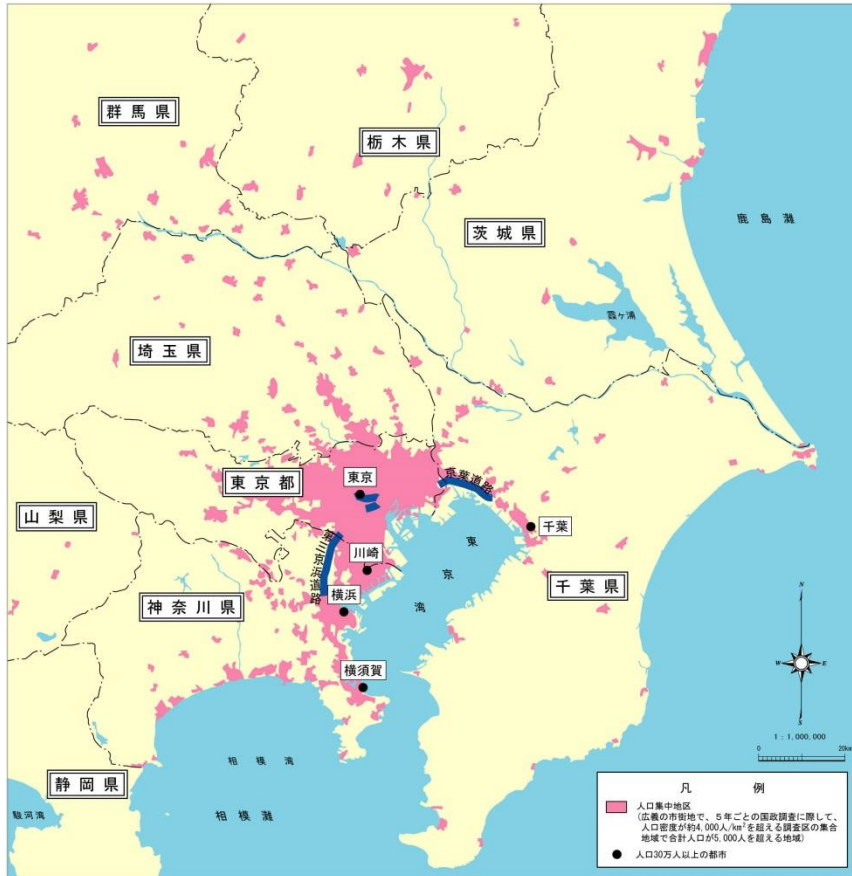 群馬県
栃木県
茨城県
鹿島灘
霞ヶ浦
埼玉県
東京都
東京
京葉道路
山梨県
千葉
第三京浜道路
川崎
東京湾
千葉県
神奈川県
横浜
横須賀
N
W
E
S
1:1,000,000
0
20km
静岡県
相模湾
駿河湾
相模灘
凡例
人口集中地区
(広義の市街地で、5年ごとの国政調査に際して、
人口密度が約4,000人/km²を超える調査区の集合
地域で合計人口が5,000人を超える地域)
人口30万人以上の都市